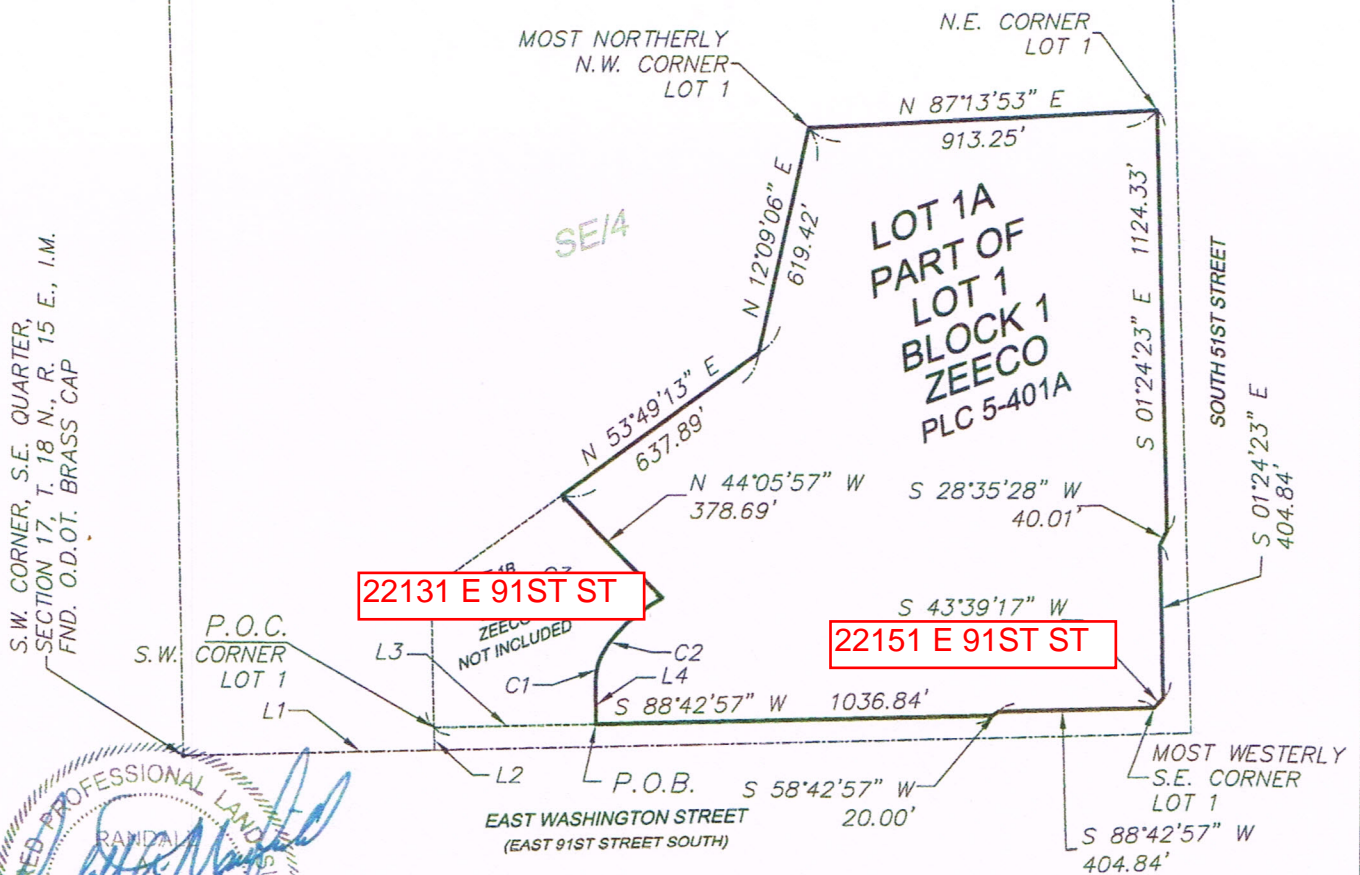 MOST NORTHERLY
N.W. CORNER
LOT 1
N.E. CORNER
LOT 1
N 87°13'53" E
913.25'
N 12°09'06" E
619.42'
SE/4
LOT 1A
PART OF
LOT 1
BLOCK 1
ZEECO
PLC 5-401A
S 01°24'23" E 1124.33'
SOUTH 51ST STREET
S.W. CORNER, S.E. QUARTER,
SECTION 17, T. 18 N., R. 15 E., I.M.
FND. O.D.OT. BRASS CAP
N 53°49'13" E
637.89'
N 44°05'57" W
378.69'
S 28°35'28" W
40.01'
S 01°24'23" E
404.84'
22131 E 91ST ST
ZEECO
NOT INCLUDED
S 43°39'17" W
22151 E 91ST ST
P.O.C.
S.W. CORNER
LOT 1
L3
C2
C1
L4
L1
S 88°42'57" W 1036.84'
L2
P.O.B.
S 58°42'57" W
20.00'
MOST WESTERLY
S.E. CORNER
LOT 1
EAST WASHINGTON STREET
(EAST 91ST STREET SOUTH)
S 88°42'57" W
404.84'
PROFESSIONAL LAND
RANDALL